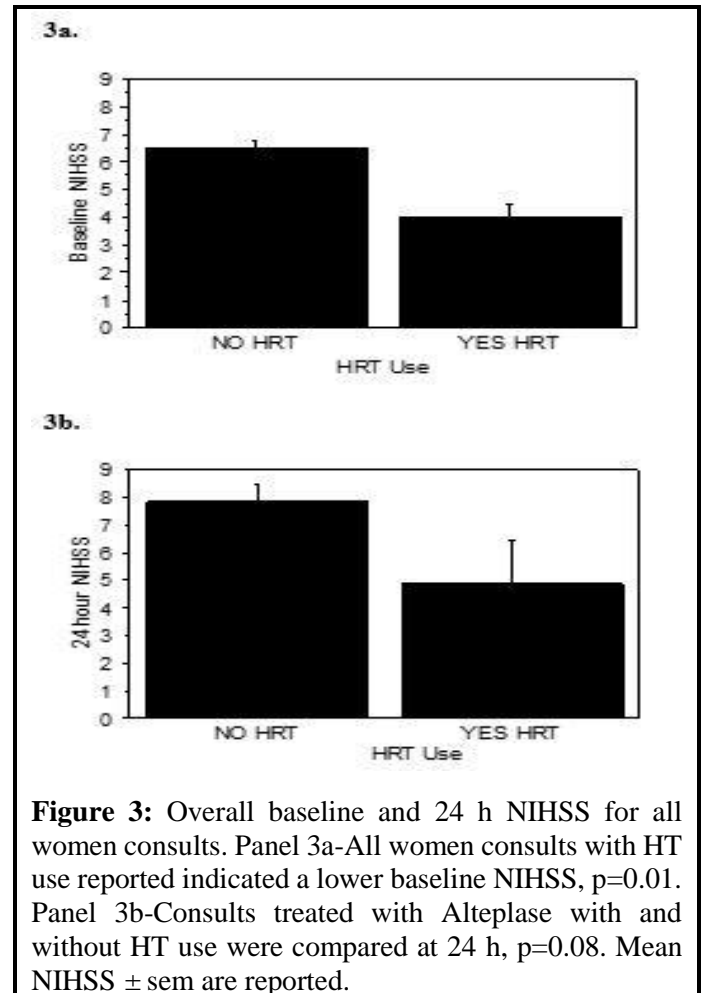 3a.
9
8
7
6
5
4
3
2
1
0
Baseline NIHSS
NO HRT YES HRT
HRT Use
3b.
9
8
7
6
5
4
3
2
1
0
24 hour NIHSS
NO HRT YES HRT
HRT Use
Figure 3: Overall baseline and 24 h NIHSS for all
women consults. Panel 3a-All women consults with HT
use reported indicated a lower baseline NIHSS, p=0.01.
Panel 3b-Consults treated with Alteplase with and
without HT use were compared at 24 h, p=0.08. Mean
NIHSS ± sem are reported.